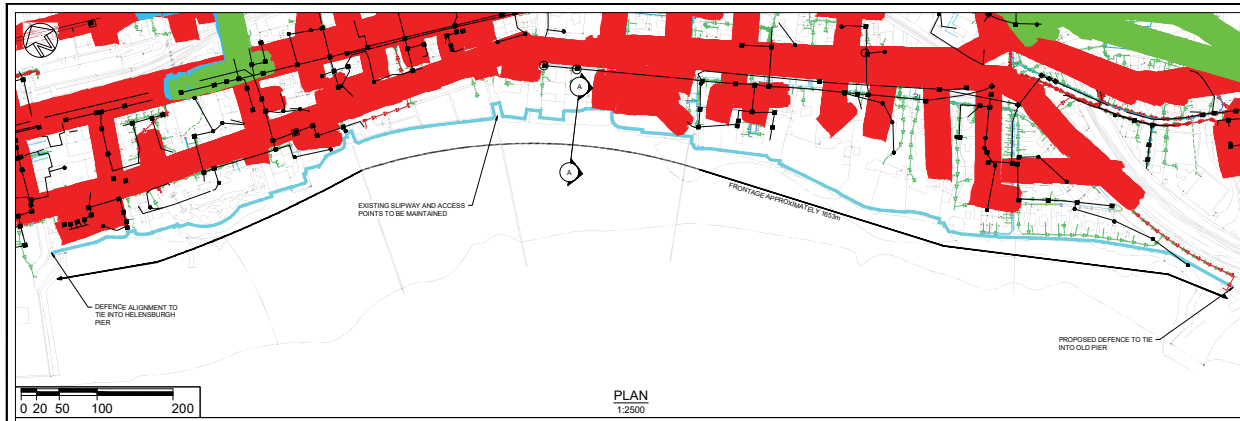 N
A
A
EXISTING SLIPWAY AND ACCESS
POINTS TO BE MAINTAINED
FRONTAGE APPROXIMATELY 1653m
DEFENCE ALIGNMENT TO
TIE INTO HELENSBURGH
PIER
PROPOSED DEFENCE TO TIE
INTO OLD PIER
0 20 50 100 200
PLAN
1:2500